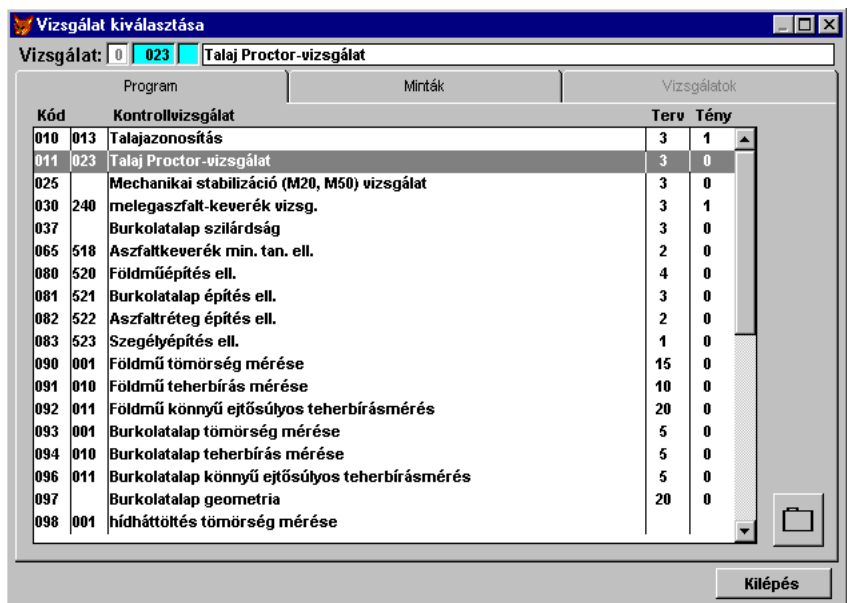 Vizsgálat kiválasztása
Vizsgálat: 0 023 Talaj Proctor-vizsgálat
Program Minták Vizsgálatok
Kód Kontrollvizsgálat Terv Tény
010 013 Talajazonosítás 3 1
011 023 Talaj Proctor-vizsgálat 3 0
025 Mechanikai stabilizáció (M20, M50) vizsgálat 3 0
030 240 melegaszfalt-keverék vizsg. 3 1
037 Burkolatalap szilárdság 3 0
065 518 Aszfaltkeverék min. tan. ell. 2 0
080 520 Földműépítés ell. 4 0
081 521 Burkolatalap építés ell. 3 0
082 522 Aszfaltréteg építés ell. 2 0
083 523 Szegélyépítés ell. 1 0
090 001 Földmű tömörség mérése 15 0
091 010 Földmű teherbírás mérése 10 0
092 011 Földmű könnyű ejtősúlyos teherbírásmérés 20 0
093 001 Burkolatalap tömörség mérése 5 0
094 010 Burkolatalap teherbírás mérése 5 0
096 011 Burkolatalap könnyű ejtősúlyos teherbírásmérés 5 0
097 Burkolatalap geometria 20 0
098 001 hídháttöltés tömörség mérése
Kilépés